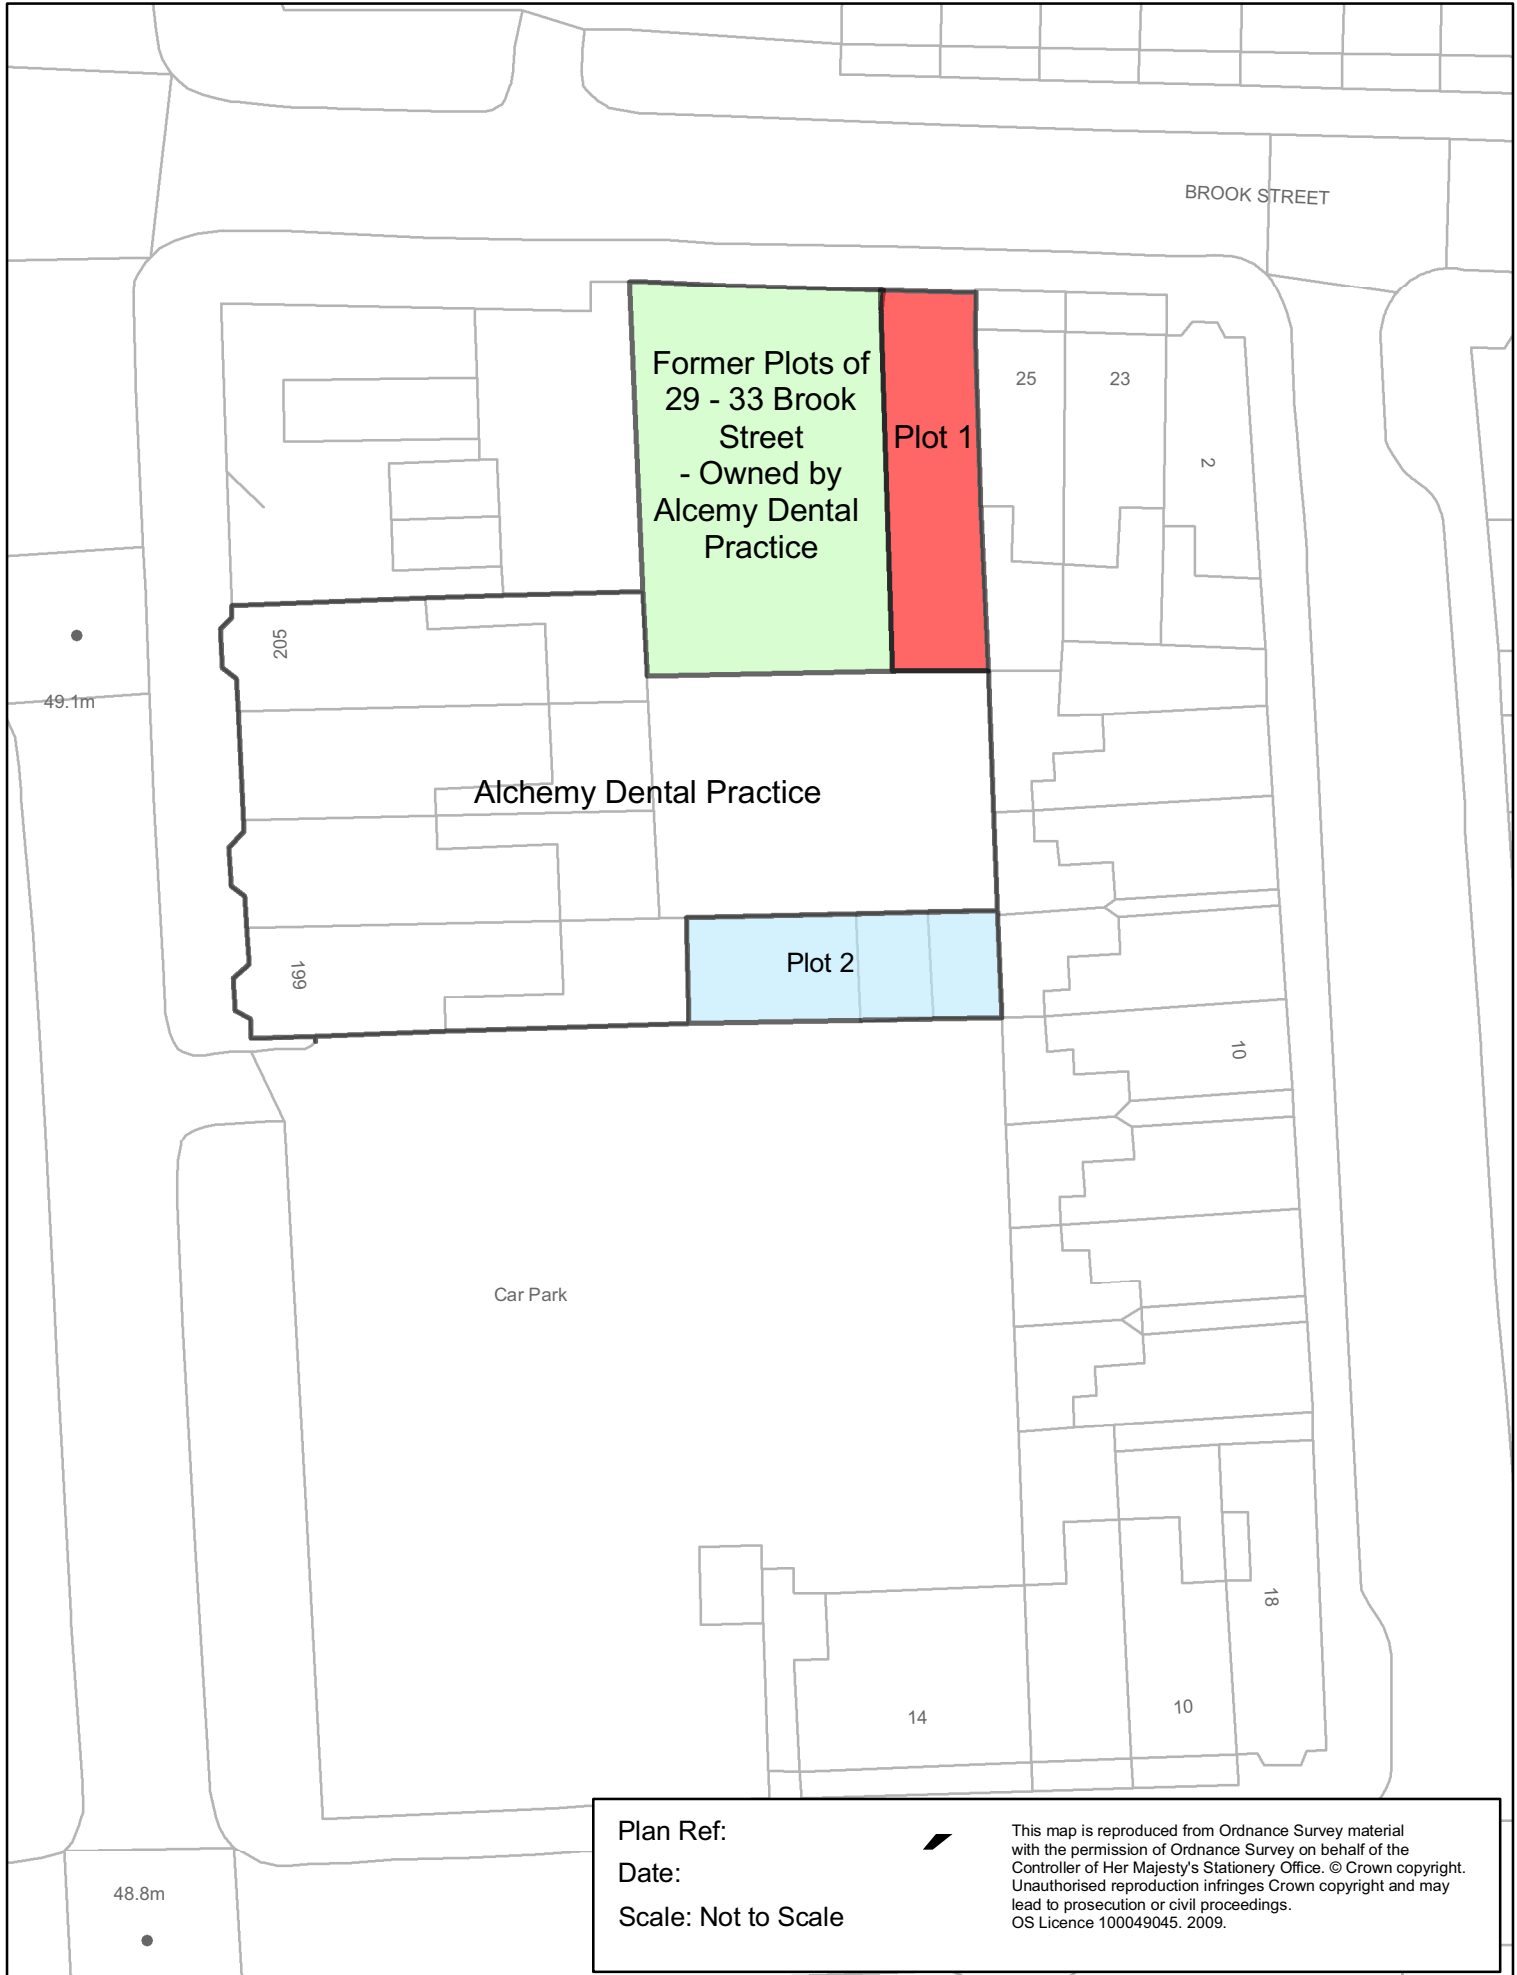 BROOK STREET
Former Plots of
29 - 33 Brook
Street
- Owned by
Alcemy Dental
Practice
Plot 1
25
23
2
205
49.1m
Alchemy Dental Practice
199
Plot 2
10
Car Park
18
14
10
48.8m
Plan Ref:
Date:
Scale: Not to Scale
This map is reproduced from Ordnance Survey material
with the permission of Ordnance Survey on behalf of the
Controller of Her Majesty's Stationery Office. © Crown copyright.
Unauthorised reproduction infringes Crown copyright and may
lead to prosecution or civil proceedings.
OS Licence 100049045. 2009.